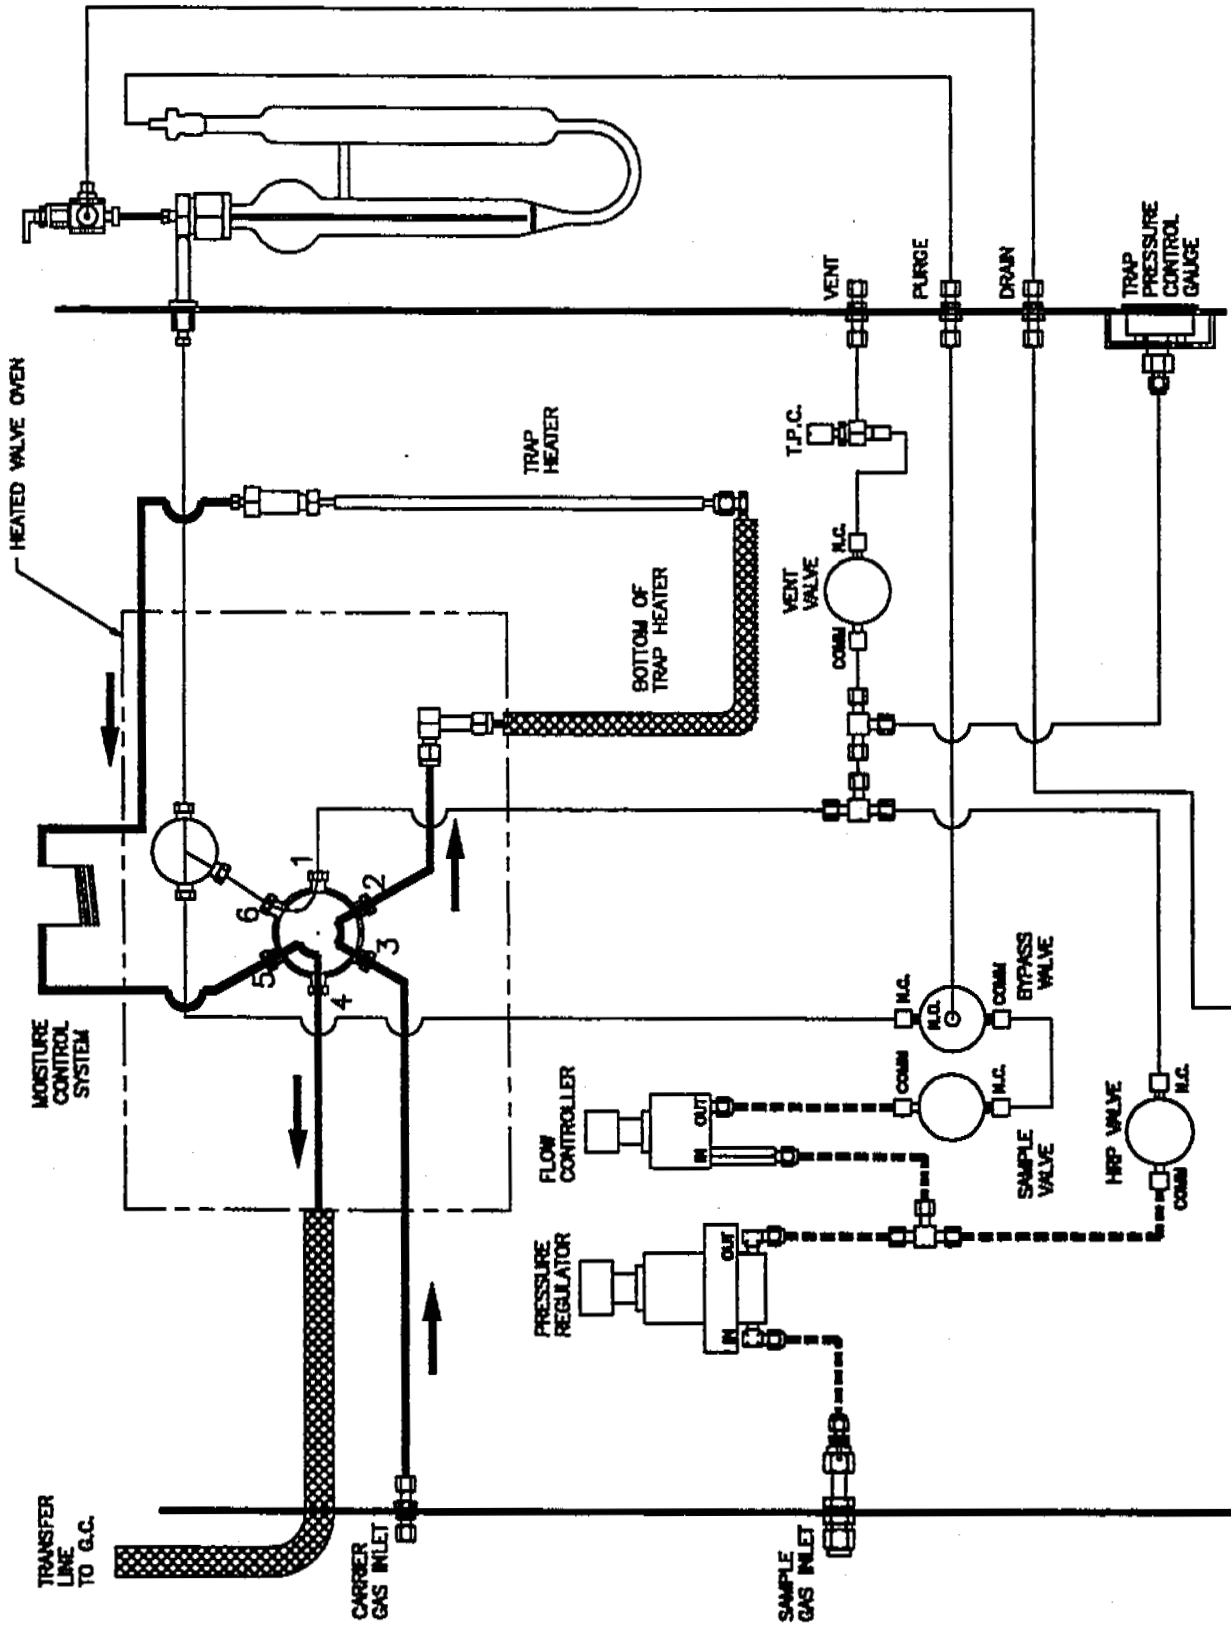 HEATED VALVE OVEN
MOISTURE
CONTROL
SYSTEM
TRAP
HEATER
BOTTOM OF
TRAP HEATER
1
2
3
4
5
6
TRANSFER
LINE
TO G.C.
CARRIER
GAS INLET
SAMPLE
GAS INLET
PRESSURE
REGULATOR
IN
OUT
FLOW
CONTROLLER
IN
OUT
COMM
N.C.
SAMPLE
VALVE
N.C.
N.O.
COMM
BYPASS
VALVE
HRP VALVE
COMM
N.C.
VENT
VALVE
COMM
N.C.
T.P.C.
VENT
PURGE
DRAIN
TRAP
PRESSURE
CONTROL
GAUGE